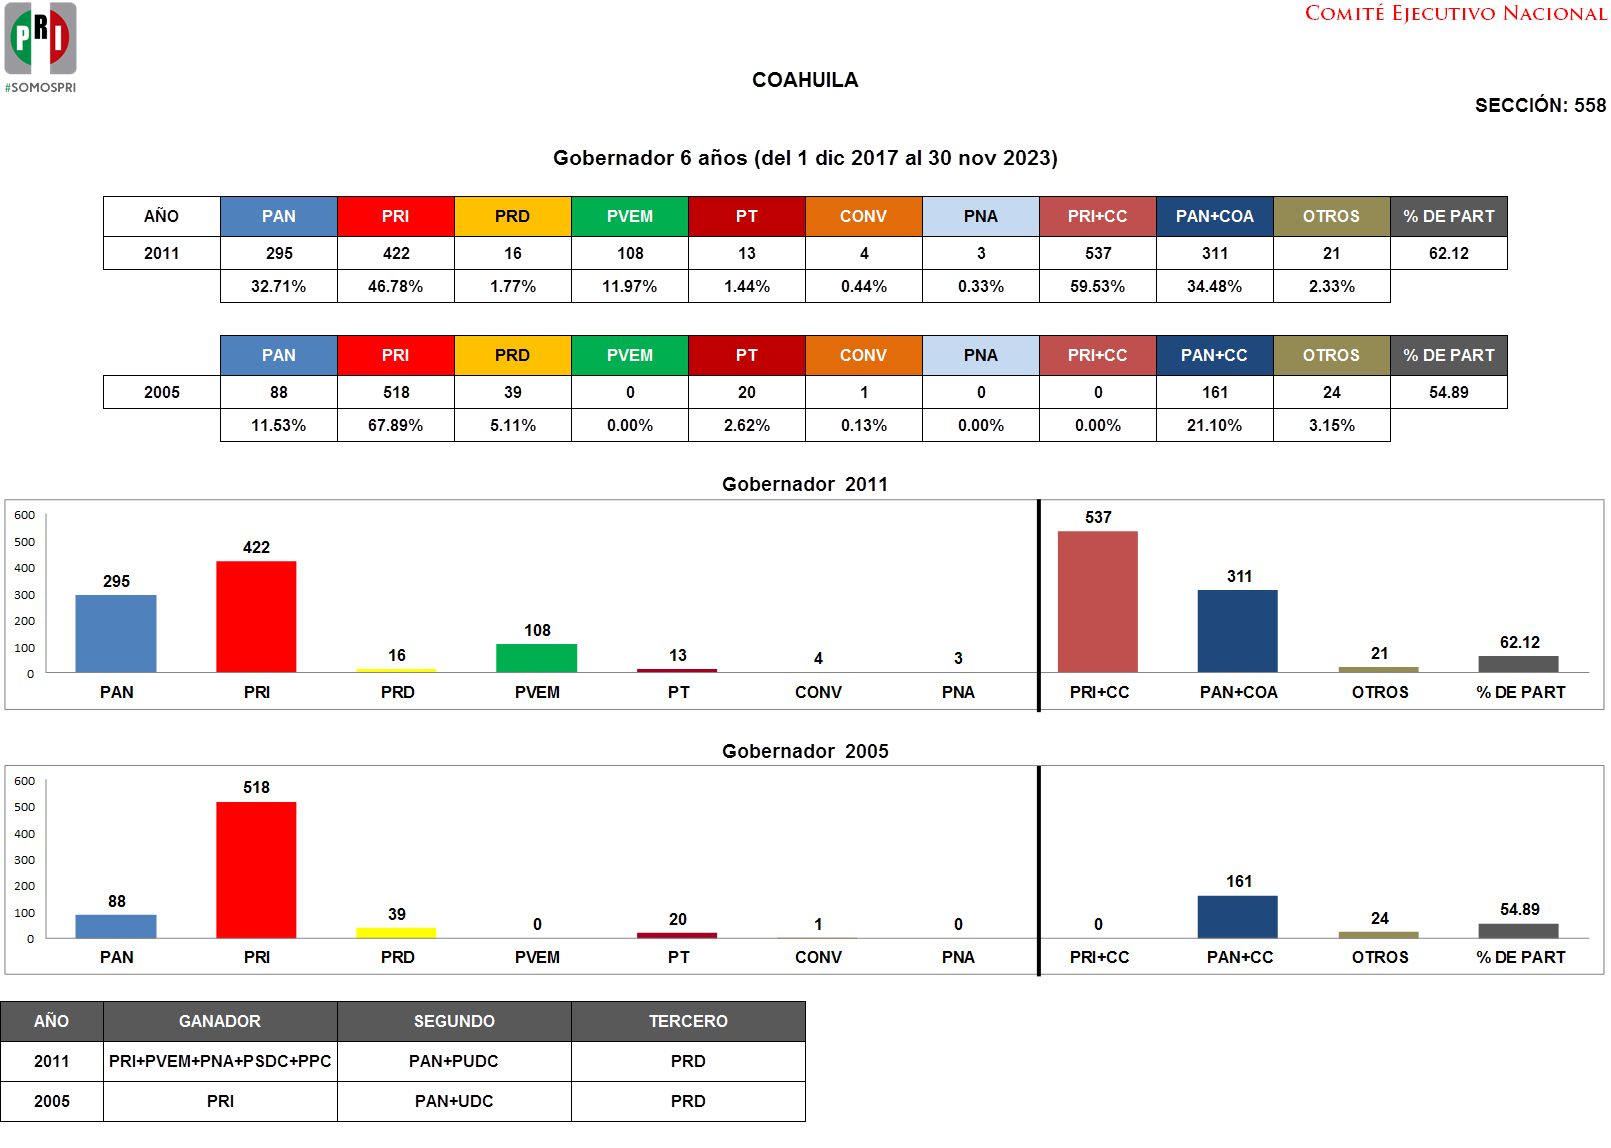 PRI
#SOMOSPRI
COMITÉ EJECUTIVO NACIONAL
COAHUILA
SECCIÓN: 558
Gobernador 6 años (del 1 dic 2017 al 30 nov 2023)
AÑO PAN PRI PRD PVEM PT CONV PNA PRI+CC PAN+COA OTROS % DE PART
2011 295 422 16 108 13 4 3 537 311 21 62.12
32.71% 46.78% 1.77% 11.97% 1.44% 0.44% 0.33% 59.53% 34.48% 2.33%
PAN PRI PRD PVEM PT CONV PNA PRI+CC PAN+CC OTROS % DE PART
2005 88 518 39 0 20 1 0 0 161 24 54.89
11.53% 67.89% 5.11% 0.00% 2.62% 0.13% 0.00% 0.00% 21.10% 3.15%
Gobernador 2011
600
500
400
300
200
100
0
295 422 16 108 13 4 3 537 311 21 62.12
PAN PRI PRD PVEM PT CONV PNA PRI+CC PAN+COA OTROS % DE PART
Gobernador 2005
600
500
400
300
200
100
0
88 518 39 0 20 1 0 0 161 24 54.89
PAN PRI PRD PVEM PT CONV PNA PRI+CC PAN+CC OTROS % DE PART
AÑO GANADOR SEGUNDO TERCERO
2011 PRI+PVEM+PNA+PSDC+PPC PAN+PUDC PRD
2005 PRI PAN+UDC PRD